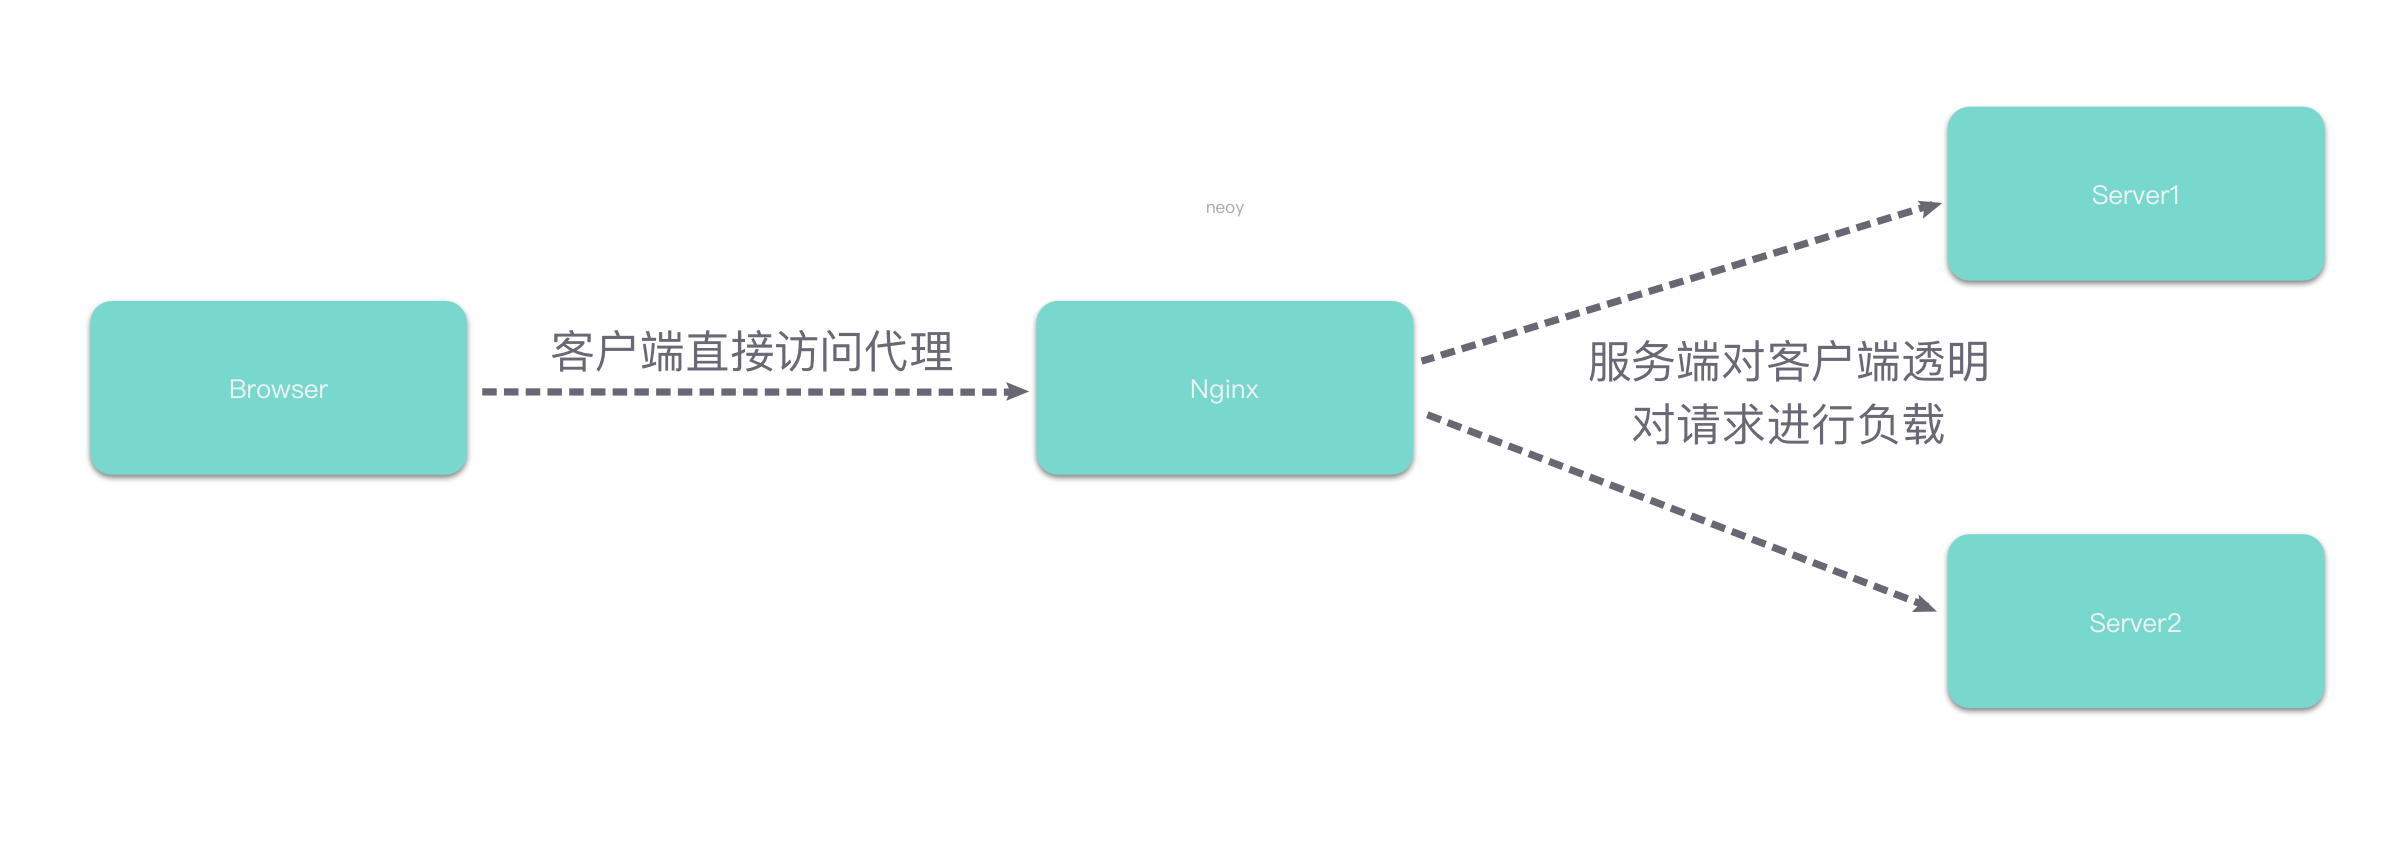 neoy
Browser
客户端直接访问代理
Nginx
服务端对客户端透明
对请求进行负载
Server1
Server2